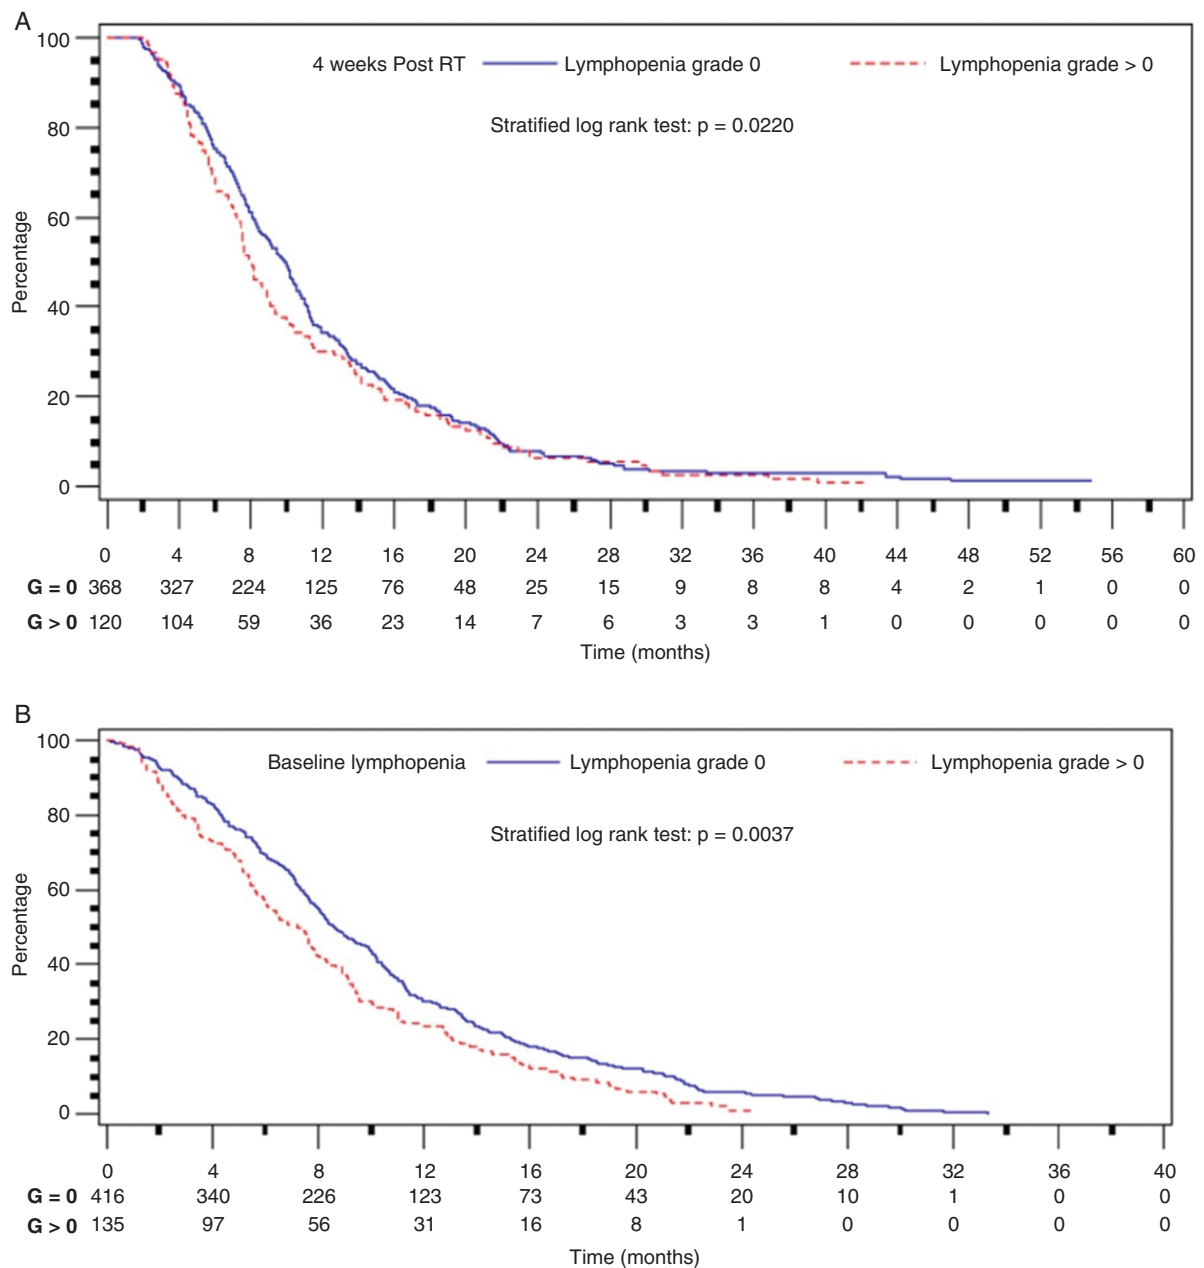 A
4 weeks Post RT Lymphopenia grade 0 Lymphopenia grade > 0
Stratified log rank test: p = 0.0220
Percentage
100
80
60
40
20
0
0 4 8 12 16 20 24 28 32 36 40 44 48 52 56 60
G = 0 368 327 224 125 76 48 25 15 9 8 8 4 2 1 0 0
G > 0 120 104 59 36 23 14 7 6 3 3 1 0 0 0 0 0
Time (months)
B
Baseline lymphopenia Lymphopenia grade 0 Lymphopenia grade > 0
Stratified log rank test: p = 0.0037
Percentage
100
80
60
40
20
0
0 4 8 12 16 20 24 28 32 36 40
G = 0 416 340 226 123 73 43 20 10 1 0 0
G > 0 135 97 56 31 16 8 1 0 0 0 0
Time (months)